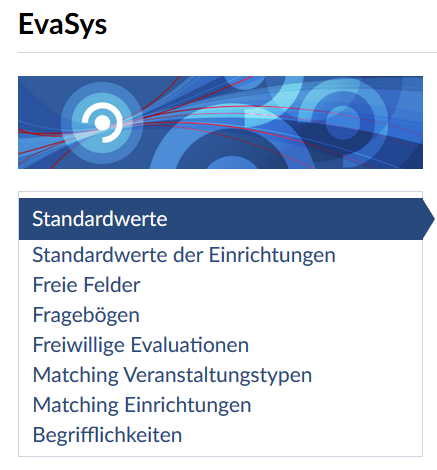 EvaSys
Standardwerte
Standardwerte der Einrichtungen
Freie Felder
Fragebögen
Freiwillige Evaluationen
Matching Veranstaltungstypen
Matching Einrichtungen
Begrifflichkeiten